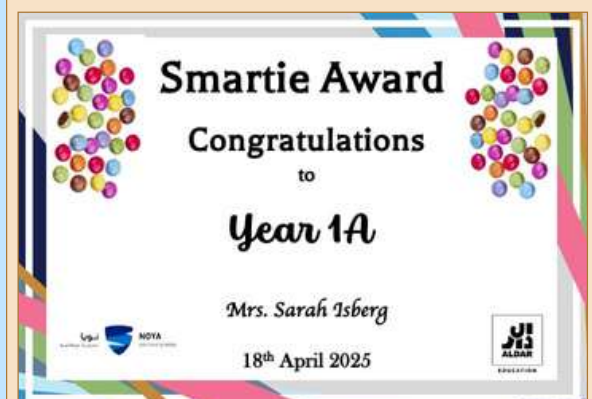 Smartie Award
Congratulations
to
Year 1A
Mrs. Sarah Isberg
نويا
NOYA
18th April 2025
ALDAR
EDUCATION